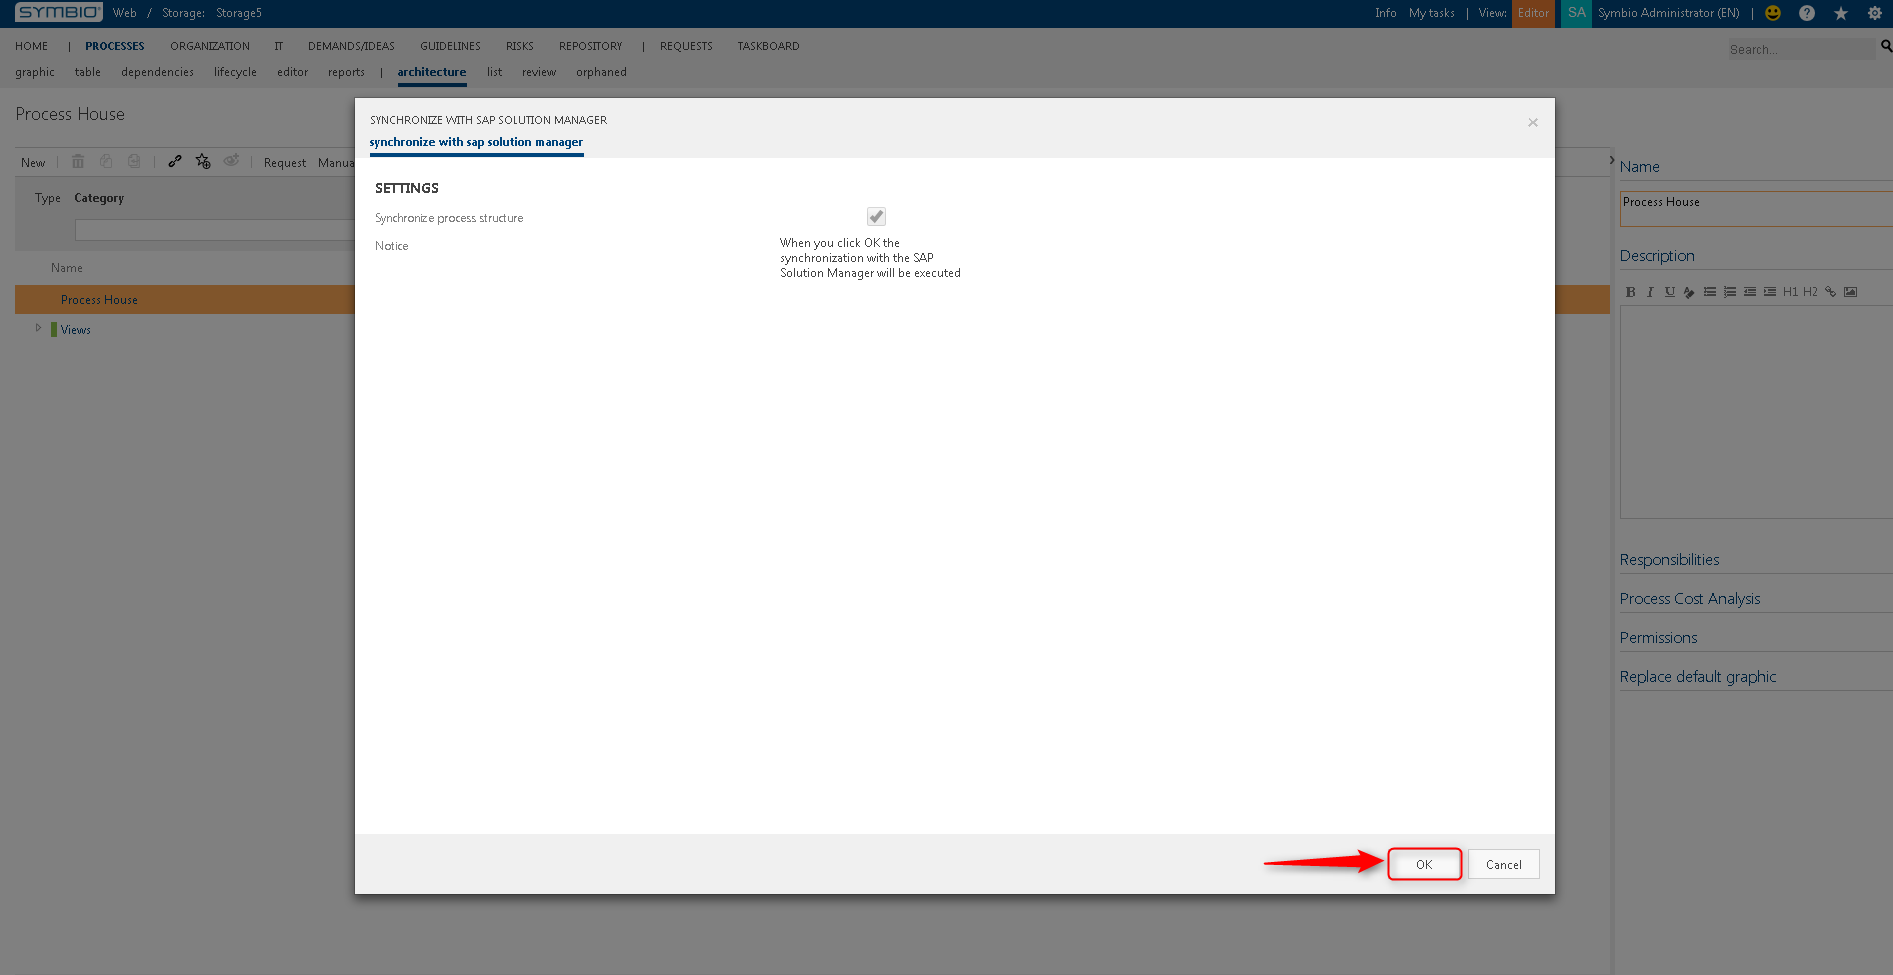 SYMBIO Web / Storage: Storage5 Info My tasks | View: Editor SA Symbio Administrator (EN) |
HOME | PROCESSES ORGANIZATION IT DEMANDS/IDEAS GUIDELINES RISKS REPOSITORY | REQUESTS TASKBOARD
Search...
graphic table dependencies lifecycle editor reports | architecture list review orphaned
Process House
New Request
SYNCHRONIZE WITH SAP SOLUTION MANAGER
synchronize with sap solution manager
SETTINGS
Synchronize process structure
Notice
When you click OK the
synchronization with the SAP
Solution Manager will be executed
OK Cancel
Type Category
Name
Process House
Views
Name
Process House
Description
B I U H1 H2
Responsibilities
Process Cost Analysis
Permissions
Replace default graphic